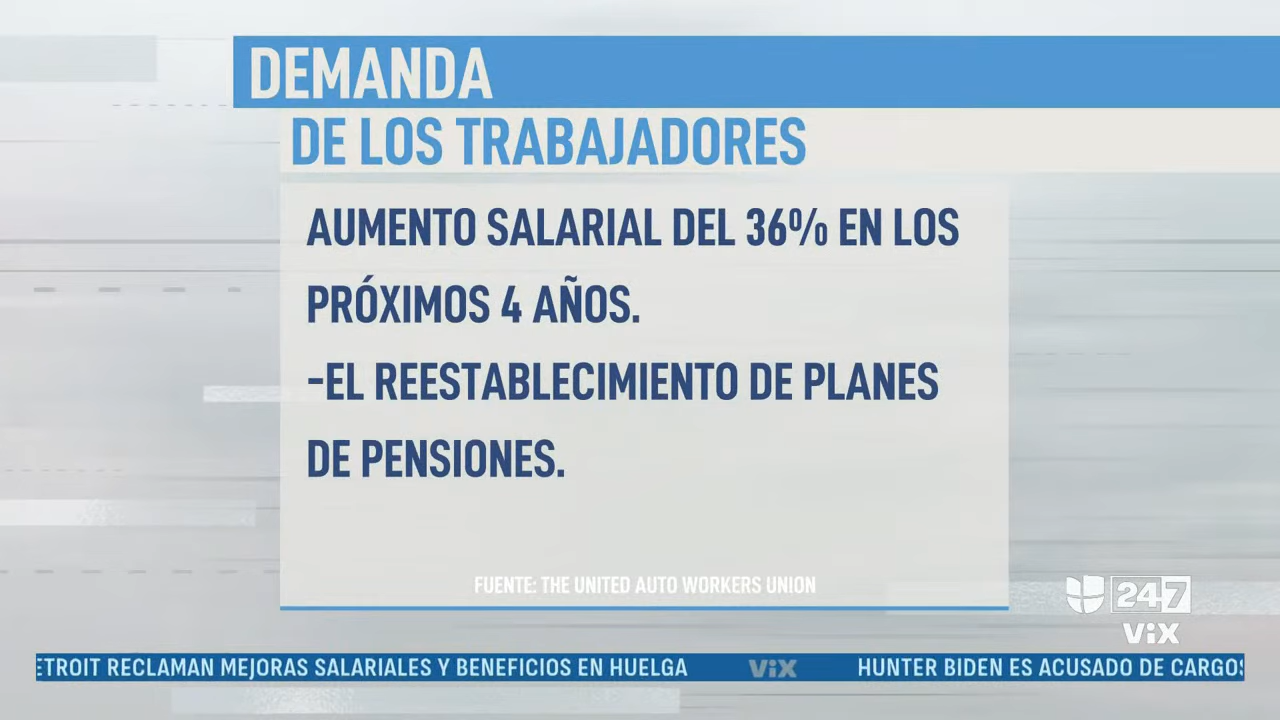 DEMANDA
DE LOS TRABAJADORES
AUMENTO SALARIAL DEL 36% EN LOS
PRÓXIMOS 4 AÑOS.
-EL REESTABLECIMIENTO DE PLANES
DE PENSIONES.
FUENTE: THE UNITED AUTO WORKERS UNION
24/7
ViX
ETROIT RECLAMAN MEJORAS SALARIALES Y BENEFICIOS EN HUELGA ViX HUNTER BIDEN ES ACUSADO DE CARGOS